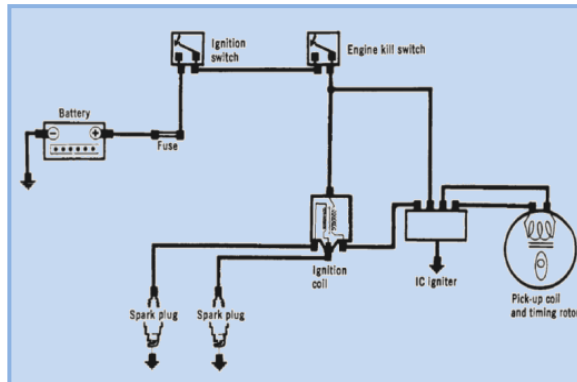 Ignition
switch
Engine kill switch
Battery
Fuse
Ignition
coil
IC igniter
Spark plug
Spark plug
Pick-up coil
and timing roto